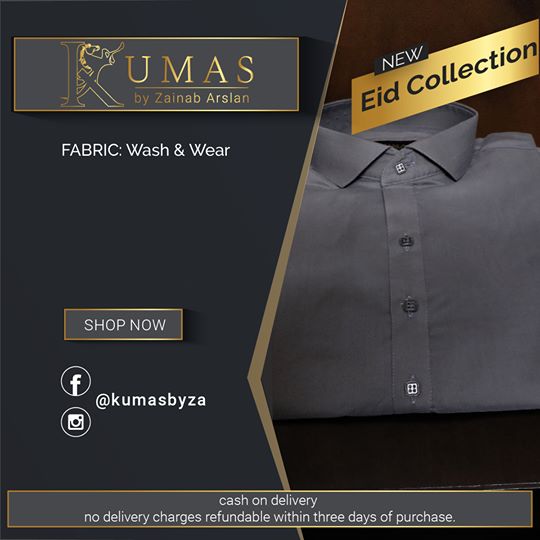 KUMAS
by Zainab Arslan
NEW
Eid Collection
FABRIC: Wash & Wear
SHOP NOW
@kumasbyza
cash on delivery
no delivery charges refundable within three days of purchase.